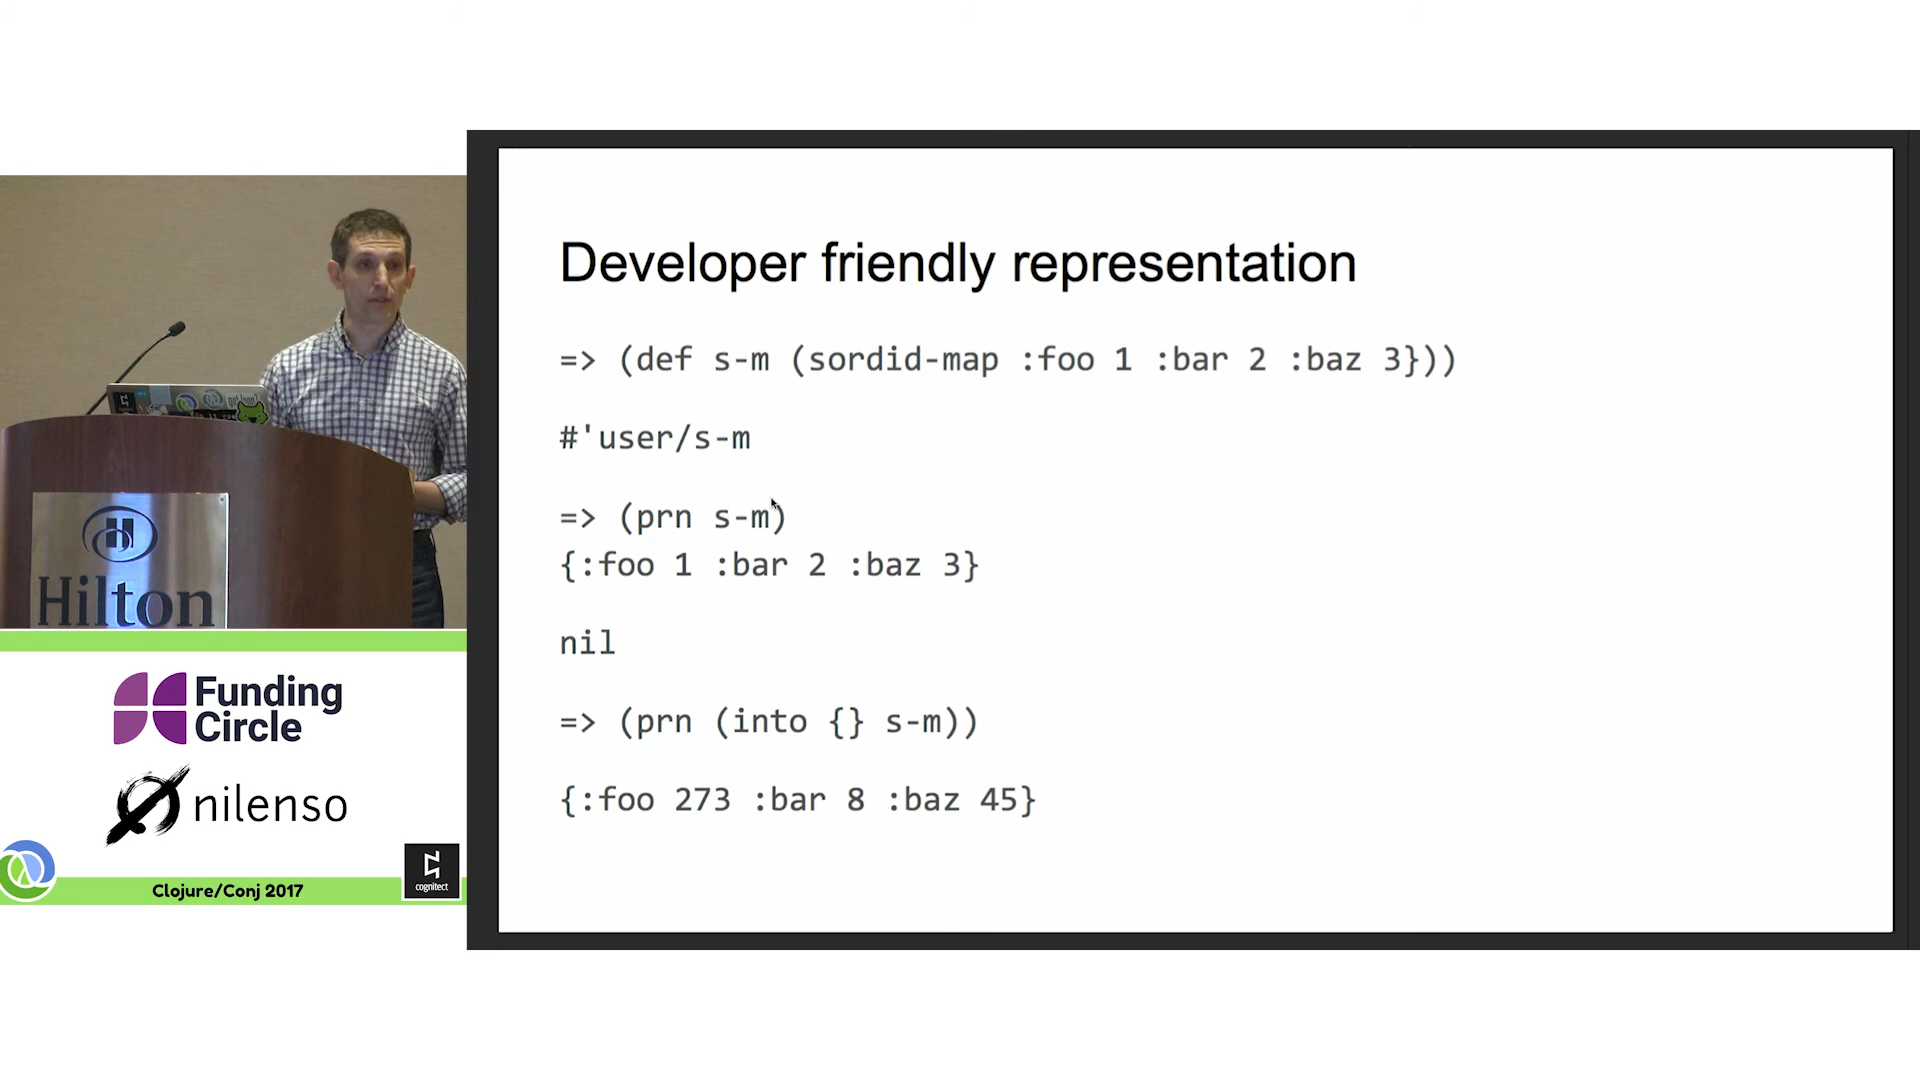 Developer friendly representation
=> (def s-m (sordid-map :foo 1 :bar 2 :baz 3}))
#'user/s-m
=> (prn s-m)
{:foo 1 :bar 2 :baz 3}
nil
=> (prn (into {} s-m))
{:foo 273 :bar 8 :baz 45}
Hilton
Funding
Circle
nilenso
cognitect
Clojure/Conj 2017